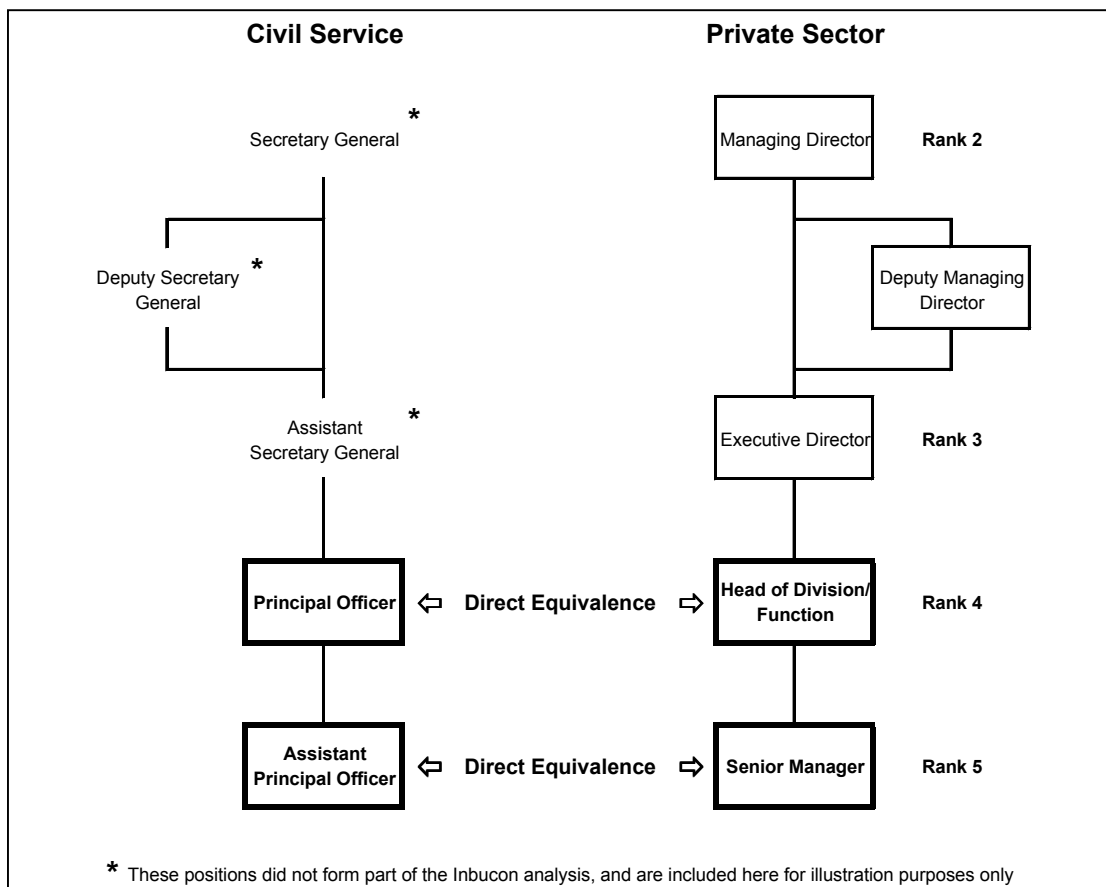 Civil Service
Private Sector
Secretary General *
Managing Director
Rank 2
Deputy Secretary *
General
Deputy Managing
Director
Assistant *
Secretary General
Executive Director
Rank 3
Principal Officer
Direct Equivalence
Head of Division/
Function
Rank 4
Assistant
Principal Officer
Direct Equivalence
Senior Manager
Rank 5
* These positions did not form part of the Inbucon analysis, and are included here for illustration purposes only